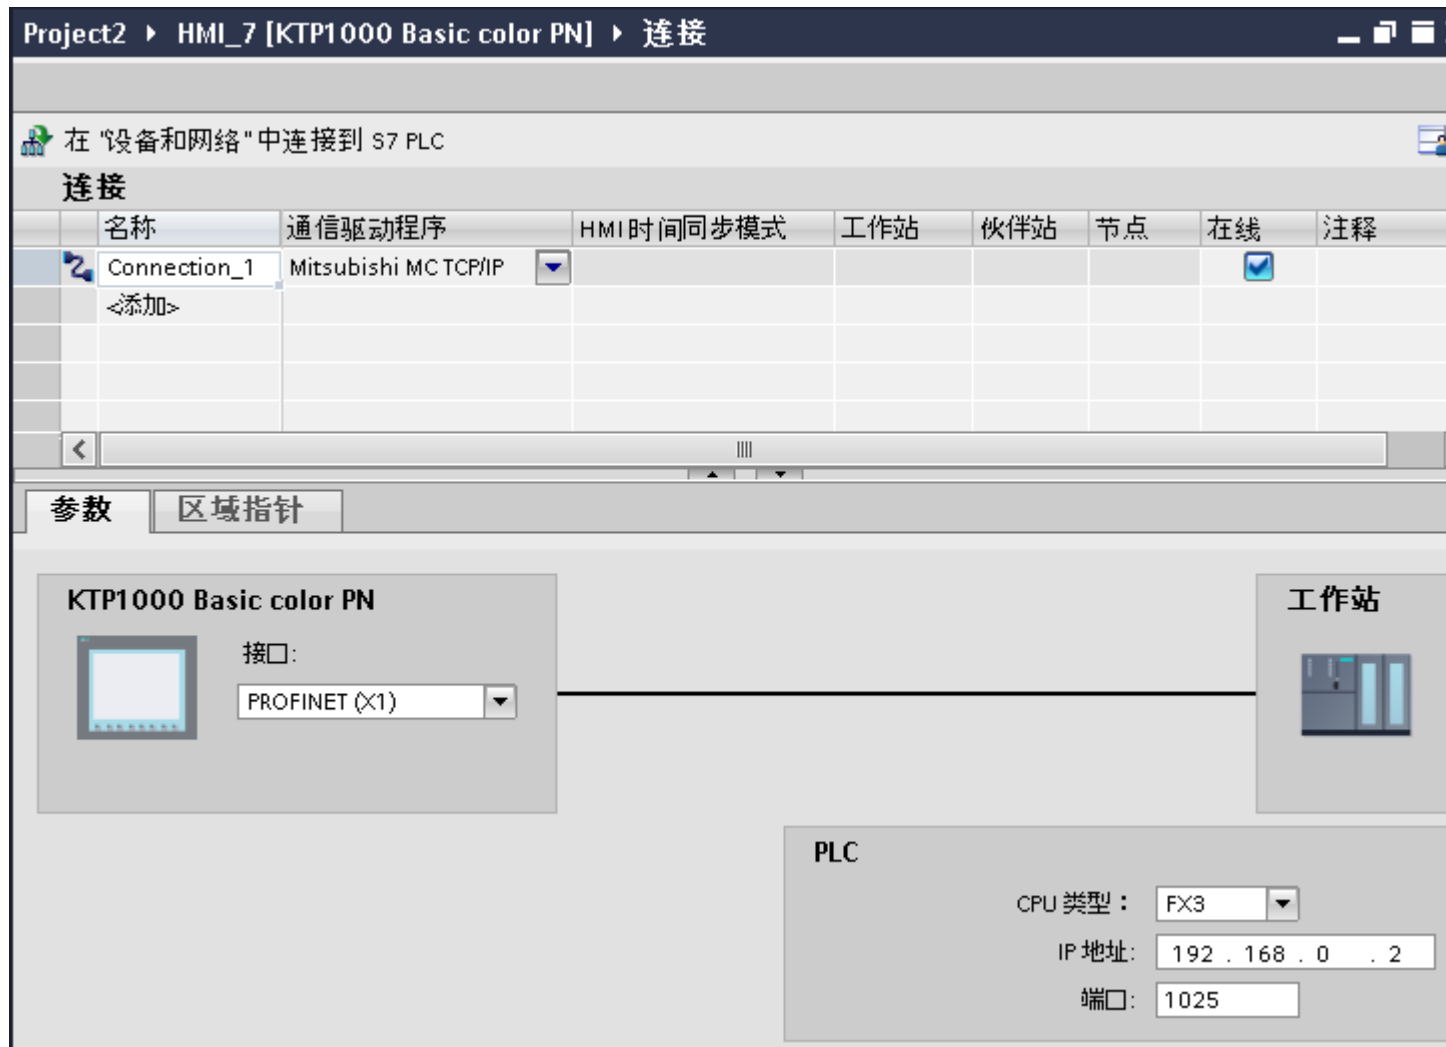 Project2 ▸ HMI_7 [KTP1000 Basic color PN] ▸ 连接
在 "设备和网络" 中连接到 S7 PLC
连接
名称 通信驱动程序 HMI时间同步模式 工作站 伙伴站 节点 在线 注释
Connection_1 Mitsubishi MC TCP/IP
<添加>
参数 区域指针
KTP1000 Basic color PN
接口:
PROFINET (X1)
工作站
PLC
CPU 类型： FX3
IP 地址: 192 . 168 . 0 . 2
端口: 1025